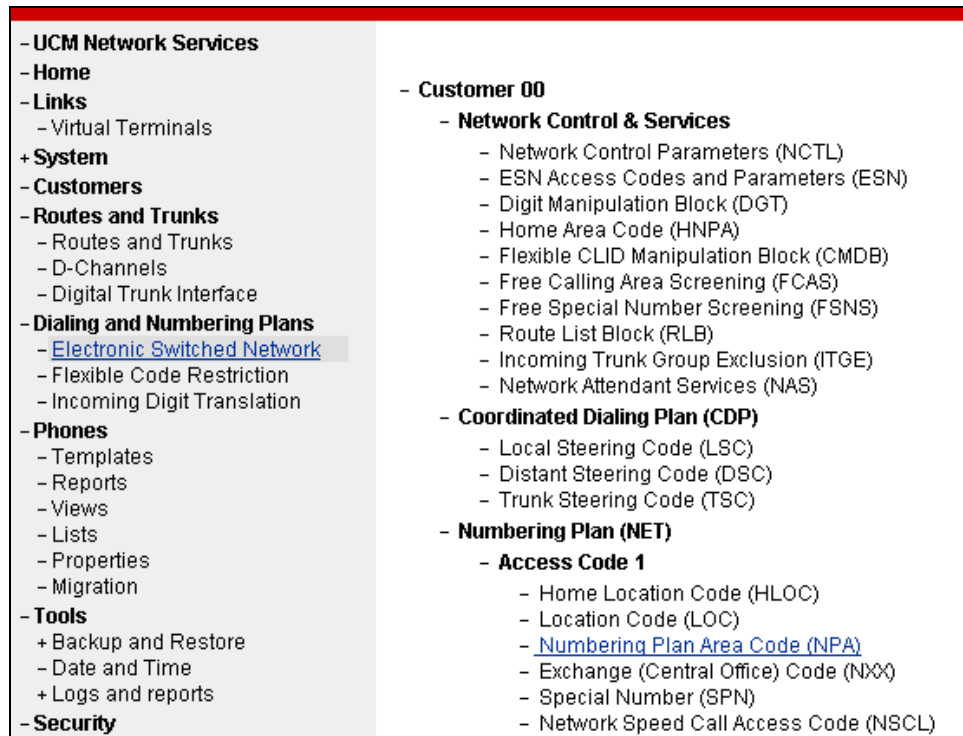 – UCM Network Services
– Home
– Links
– Virtual Terminals
+ System
– Customers
– Routes and Trunks
– Routes and Trunks
– D-Channels
– Digital Trunk Interface
– Dialing and Numbering Plans
– Electronic Switched Network
– Flexible Code Restriction
– Incoming Digit Translation
– Phones
– Templates
– Reports
– Views
– Lists
– Properties
– Migration
– Tools
+ Backup and Restore
– Date and Time
+ Logs and reports
– Security
– Customer 00
– Network Control & Services
– Network Control Parameters (NCTL)
– ESN Access Codes and Parameters (ESN)
– Digit Manipulation Block (DGT)
– Home Area Code (HNPA)
– Flexible CLID Manipulation Block (CMDB)
– Free Calling Area Screening (FCAS)
– Free Special Number Screening (FSNS)
– Route List Block (RLB)
– Incoming Trunk Group Exclusion (ITGE)
– Network Attendant Services (NAS)
– Coordinated Dialing Plan (CDP)
– Local Steering Code (LSC)
– Distant Steering Code (DSC)
– Trunk Steering Code (TSC)
– Numbering Plan (NET)
– Access Code 1
– Home Location Code (HLOC)
– Location Code (LOC)
– Numbering Plan Area Code (NPA)
– Exchange (Central Office) Code (NXX)
– Special Number (SPN)
– Network Speed Call Access Code (NSCL)